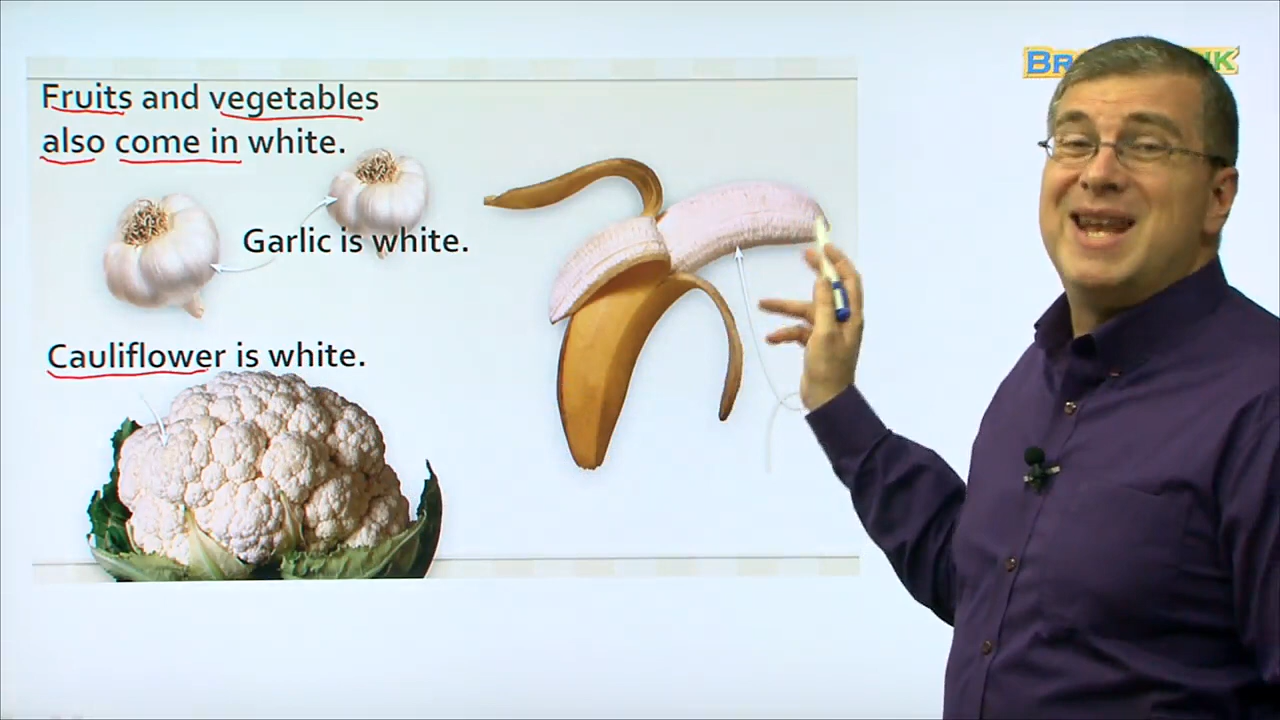 Fruits and vegetables
also come in white.
Garlic is white.
Cauliflower is white.